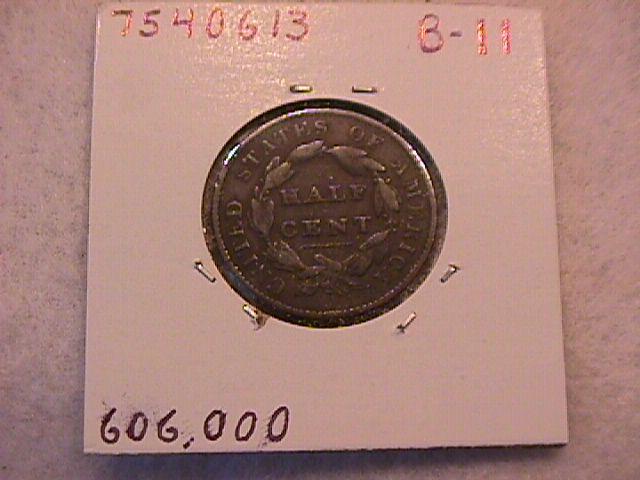 7540613 B-11
UNITED STATES OF AMERICA
HALF
CENT
606,000